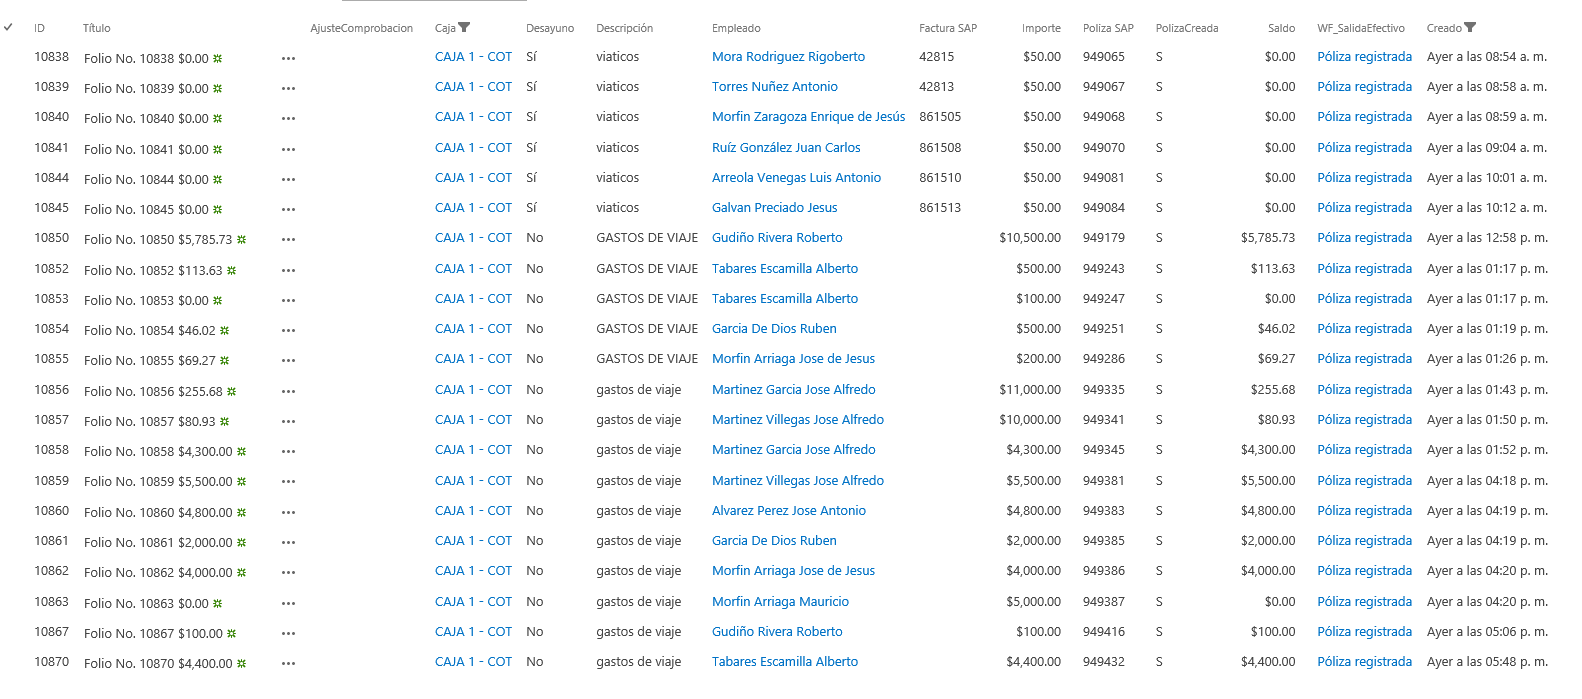 ID Título AjusteComprobacion Caja Desayuno Descripción Empleado Factura SAP Importe Poliza SAP PolizaCreada Saldo WF_SalidaEfectivo Creado
10838 Folio No. 10838 $0.00 ... CAJA 1 - COT Sí viaticos Mora Rodriguez Rigoberto 42815 $50.00 949065 S $0.00 Póliza registrada Ayer a las 08:54 a. m.
10839 Folio No. 10839 $0.00 ... CAJA 1 - COT Sí viaticos Torres Nuñez Antonio 42813 $50.00 949067 S $0.00 Póliza registrada Ayer a las 08:58 a. m.
10840 Folio No. 10840 $0.00 ... CAJA 1 - COT Sí viaticos Morfin Zaragoza Enrique de Jesús 861505 $50.00 949068 S $0.00 Póliza registrada Ayer a las 08:59 a. m.
10841 Folio No. 10841 $0.00 ... CAJA 1 - COT Sí viaticos Ruíz González Juan Carlos 861508 $50.00 949070 S $0.00 Póliza registrada Ayer a las 09:04 a. m.
10844 Folio No. 10844 $0.00 ... CAJA 1 - COT Sí viaticos Arreola Venegas Luis Antonio 861510 $50.00 949081 S $0.00 Póliza registrada Ayer a las 10:01 a. m.
10845 Folio No. 10845 $0.00 ... CAJA 1 - COT Sí viaticos Galvan Preciado Jesus 861513 $50.00 949084 S $0.00 Póliza registrada Ayer a las 10:12 a. m.
10850 Folio No. 10850 $5,785.73 ... CAJA 1 - COT No GASTOS DE VIAJE Gudiño Rivera Roberto $10,500.00 949179 S $5,785.73 Póliza registrada Ayer a las 12:58 p. m.
10852 Folio No. 10852 $113.63 ... CAJA 1 - COT No GASTOS DE VIAJE Tabares Escamilla Alberto $500.00 949243 S $113.63 Póliza registrada Ayer a las 01:17 p. m.
10853 Folio No. 10853 $0.00 ... CAJA 1 - COT No GASTOS DE VIAJE Tabares Escamilla Alberto $100.00 949247 S $0.00 Póliza registrada Ayer a las 01:17 p. m.
10854 Folio No. 10854 $46.02 ... CAJA 1 - COT No GASTOS DE VIAJE Garcia De Dios Ruben $500.00 949251 S $46.02 Póliza registrada Ayer a las 01:19 p. m.
10855 Folio No. 10855 $69.27 ... CAJA 1 - COT No GASTOS DE VIAJE Morfin Arriaga Jose de Jesus $200.00 949286 S $69.27 Póliza registrada Ayer a las 01:26 p. m.
10856 Folio No. 10856 $255.68 ... CAJA 1 - COT No gastos de viaje Martinez Garcia Jose Alfredo $11,000.00 949335 S $255.68 Póliza registrada Ayer a las 01:43 p. m.
10857 Folio No. 10857 $80.93 ... CAJA 1 - COT No gastos de viaje Martinez Villegas Jose Alfredo $10,000.00 949341 S $80.93 Póliza registrada Ayer a las 01:50 p. m.
10858 Folio No. 10858 $4,300.00 ... CAJA 1 - COT No gastos de viaje Martinez Garcia Jose Alfredo $4,300.00 949345 S $4,300.00 Póliza registrada Ayer a las 01:52 p. m.
10859 Folio No. 10859 $5,500.00 ... CAJA 1 - COT No gastos de viaje Martinez Villegas Jose Alfredo $5,500.00 949381 S $5,500.00 Póliza registrada Ayer a las 04:18 p. m.
10860 Folio No. 10860 $4,800.00 ... CAJA 1 - COT No gastos de viaje Alvarez Perez Jose Antonio $4,800.00 949383 S $4,800.00 Póliza registrada Ayer a las 04:19 p. m.
10861 Folio No. 10861 $2,000.00 ... CAJA 1 - COT No gastos de viaje Garcia De Dios Ruben $2,000.00 949385 S $2,000.00 Póliza registrada Ayer a las 04:19 p. m.
10862 Folio No. 10862 $4,000.00 ... CAJA 1 - COT No gastos de viaje Morfin Arriaga Jose de Jesus $4,000.00 949386 S $4,000.00 Póliza registrada Ayer a las 04:20 p. m.
10863 Folio No. 10863 $0.00 ... CAJA 1 - COT No gastos de viaje Morfin Arriaga Mauricio $5,000.00 949387 S $0.00 Póliza registrada Ayer a las 04:20 p. m.
10867 Folio No. 10867 $100.00 ... CAJA 1 - COT No gastos de viaje Gudiño Rivera Roberto $100.00 949416 S $100.00 Póliza registrada Ayer a las 05:06 p. m.
10870 Folio No. 10870 $4,400.00 ... CAJA 1 - COT No gastos de viaje Tabares Escamilla Alberto $4,400.00 949432 S $4,400.00 Póliza registrada Ayer a las 05:48 p. m.